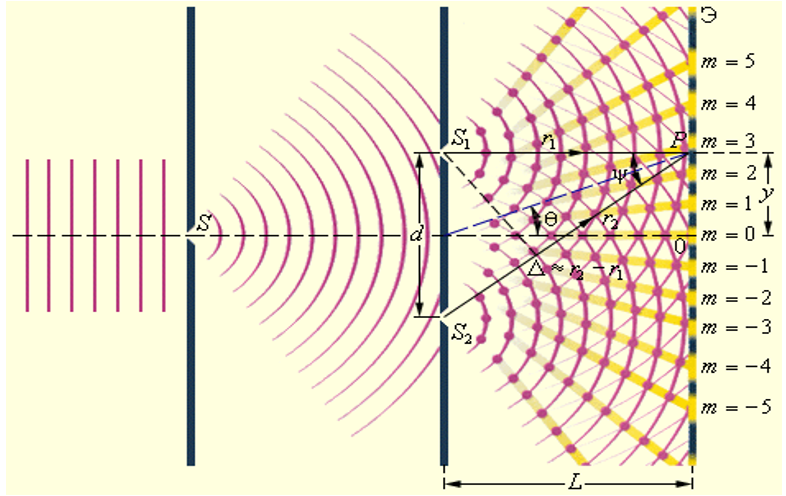 Э
m = 5
m = 4
S₁
r₁
P
m = 3
ψ
m = 2
y
S
m = 1
d
θ
r₂
0
m = 0
Δ ≈ r₂ − r₁
m = −1
m = −2
S₂
m = −3
m = −4
m = −5
L